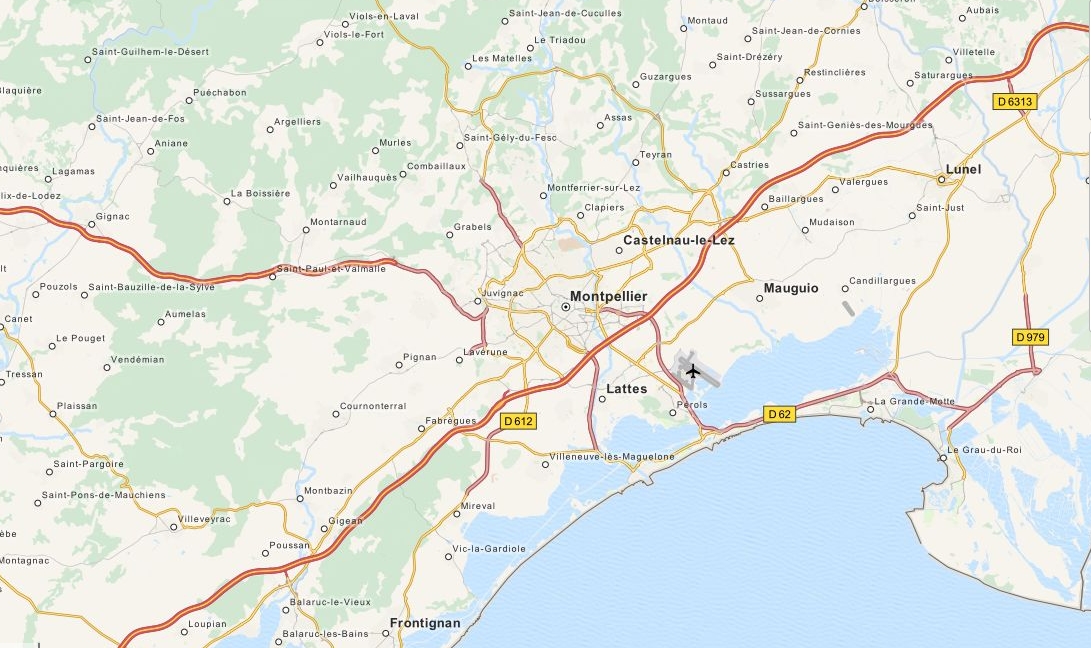 Viols-en-Laval
Saint-Jean-de-Cuculles
Aubais
Montaud
Viols-le-Fort
Le Triadou
Saint-Jean-de-Cornies
Saint-Guilhem-le-Désert
Les Matelles
Saint-Drézéry
Villetelle
Guzargues
Restinclières
Saturargues
Puéchabon
Sussargues
D 6313
Saint-Jean-de-Fos
Argelliers
Assas
Saint-Geniès-des-Mourgues
Aniane
Murles
Saint-Gély-du-Fesc
Teyran
Castries
Lunel
Lagamas
Vailhauquès
Combaillaux
Montferrier-sur-Lez
Valergues
La Boissière
Baillargues
Gignac
Montarnaud
Grabels
Clapiers
Mudaison
Saint-Just
Castelnau-le-Lez
Saint-Paul-et-Valmalle
Pouzols
Saint-Bauzille-de-la-Sylve
Juvignac
Montpellier
Mauguio
Candillargues
Canet
Aumelas
Le Pouget
Vendémian
Pignan
Lavérune
D 979
Tressan
Lattes
Plaissan
Cournonterral
Fabrègues
D 612
Pérols
D 62
La Grande-Motte
Saint-Pargoire
Villeneuve-lès-Maguelone
Le Grau-du-Roi
Saint-Pons-de-Mauchiens
Montbazin
Villeveyrac
Gigean
Mireval
Poussan
Vic-la-Gardiole
Montagnac
Balaruc-le-Vieux
Loupian
Balaruc-les-Bains
Frontignan